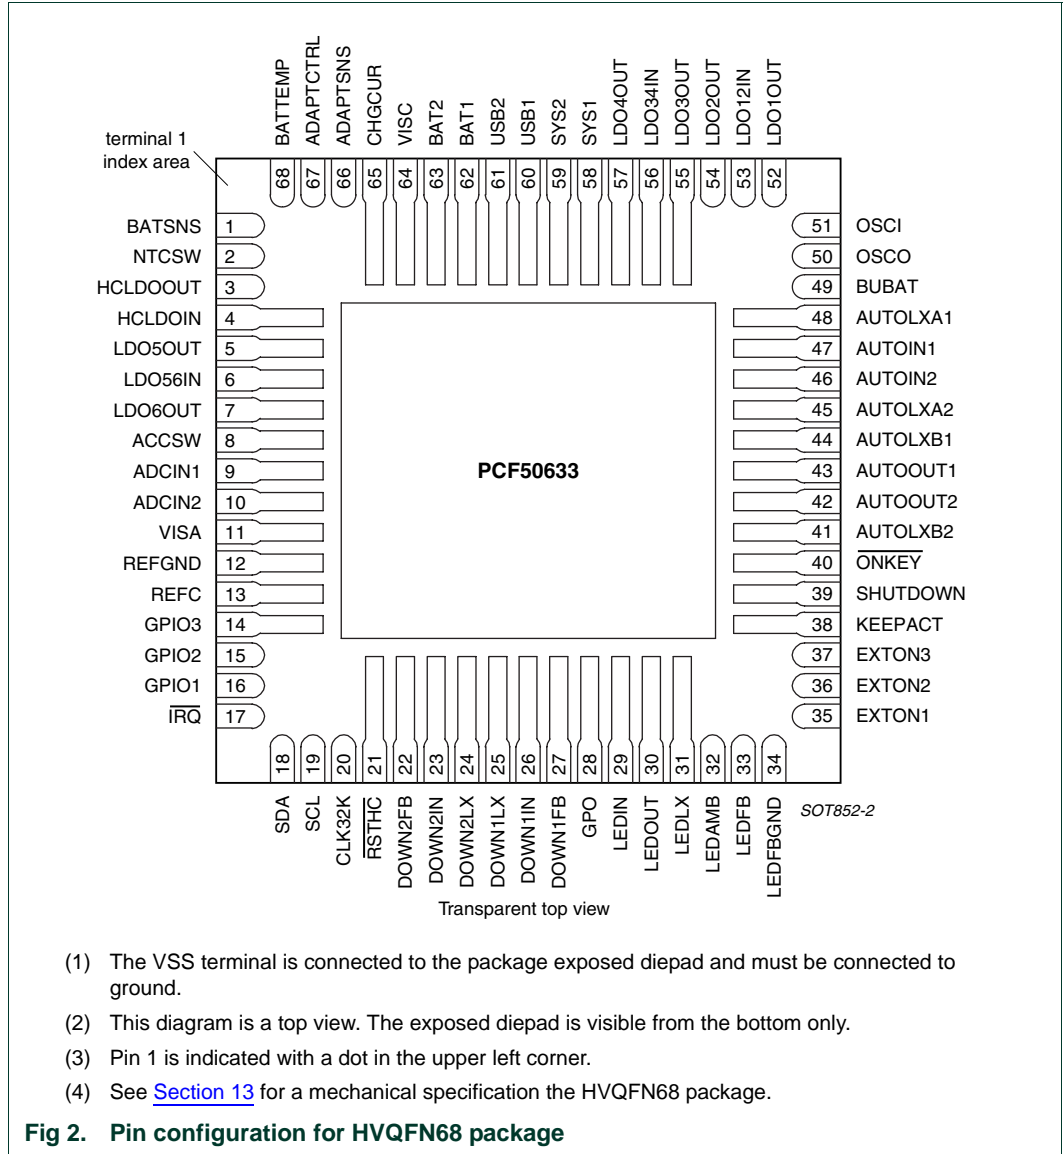 BATTEMP
ADAPTCTRL
ADAPTSNS
CHGCUR
VISC
BAT2
BAT1
USB2
USB1
SYS2
SYS1
LDO4OUT
LDO34IN
LDO3OUT
LDO2OUT
LDO12IN
LDO1OUT
terminal 1
index area
68 67 66 65 64 63 62 61 60 59 58 57 56 55 54 53 52
BATSNS 1
NTCSW 2
HCLDOOUT 3
HCLDOIN 4
LDO5OUT 5
LDO56IN 6
LDO6OUT 7
ACCSW 8
ADCIN1 9
ADCIN2 10
VISA 11
REFGND 12
REFC 13
GPIO3 14
GPIO2 15
GPIO1 16
IRQ 17
PCF50633
51 OSCI
50 OSCO
49 BUBAT
48 AUTOLXA1
47 AUTOIN1
46 AUTOIN2
45 AUTOLXA2
44 AUTOLXB1
43 AUTOOUT1
42 AUTOOUT2
41 AUTOLXB2
40 ONKEY
39 SHUTDOWN
38 KEEPACT
37 EXTON3
36 EXTON2
35 EXTON1
18 19 20 21 22 23 24 25 26 27 28 29 30 31 32 33 34
SDA
SCL
CLK32K
RSTHC
DOWN2FB
DOWN2IN
DOWN2LX
DOWN1LX
DOWN1IN
DOWN1FB
GPO
LEDIN
LEDOUT
LEDLX
LEDAMB
LEDFB
LEDFBGND
SOT852-2
Transparent top view
(1) The VSS terminal is connected to the package exposed diepad and must be connected to
ground.
(2) This diagram is a top view. The exposed diepad is visible from the bottom only.
(3) Pin 1 is indicated with a dot in the upper left corner.
(4) See Section 13 for a mechanical specification the HVQFN68 package.
Fig 2. Pin configuration for HVQFN68 package